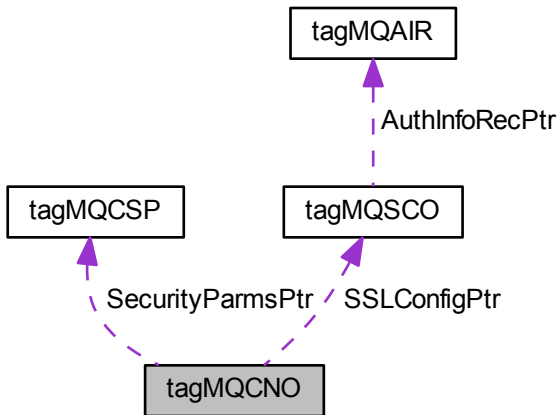 tagMQAIR
AuthInfoRecPtr
tagMQCSP
tagMQSCO
SecurityParmsPtr
SSLConfigPtr
tagMQCNO